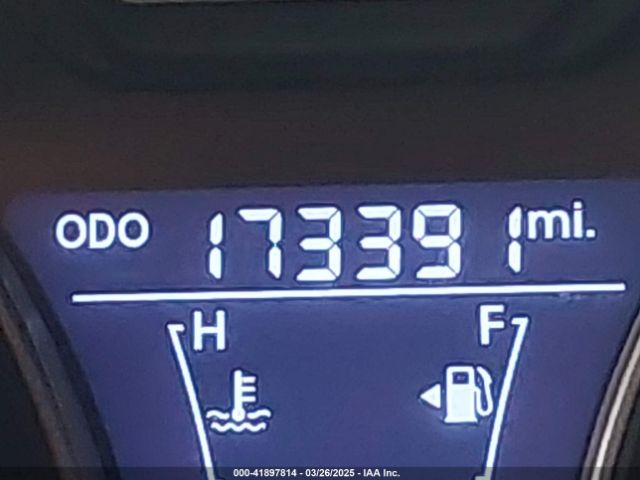 ODO 173391 mi.
H F
000-41897814 - 03/26/2025 - IAA Inc.